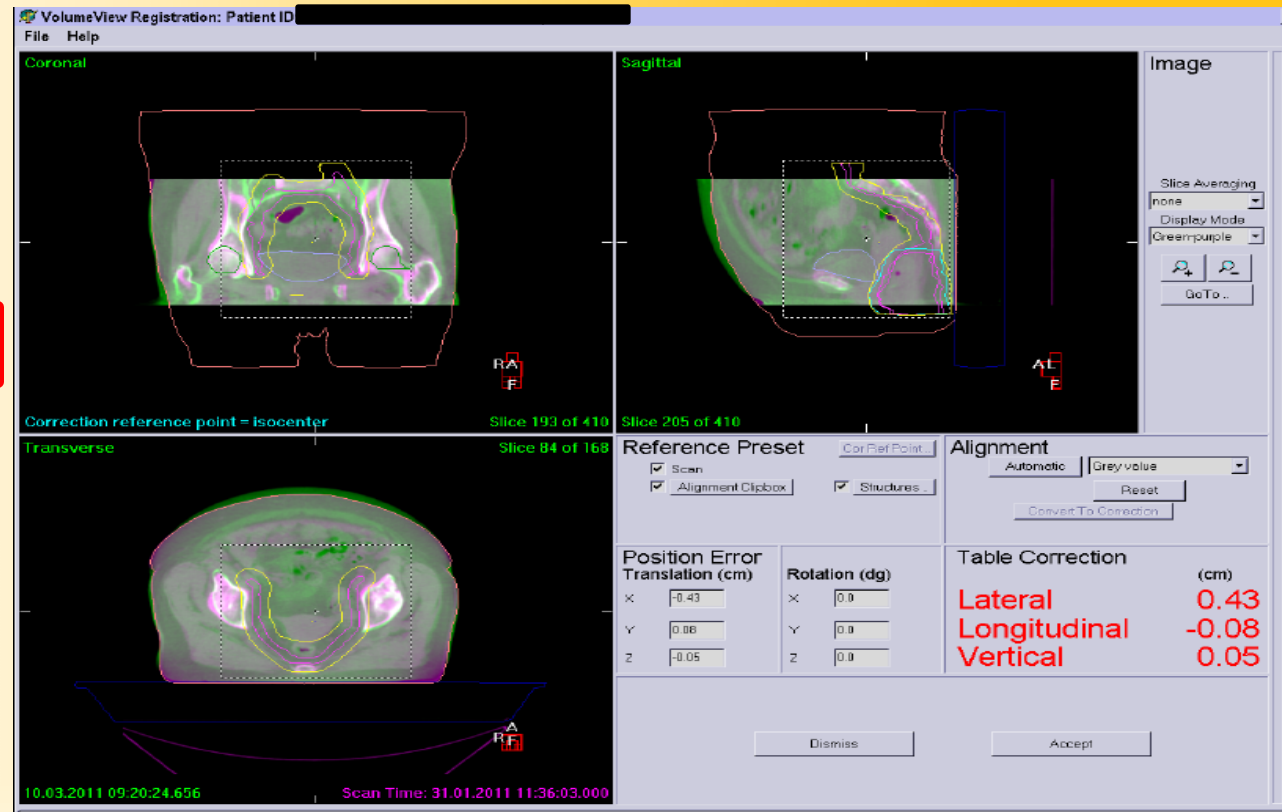 VolumeView Registration: Patient ID
File Help
Coronal
Sagittal
Image
Slice Averaging
none
Display Mode
Green-purple
GoTo ..
RA
F
AL
F
Correction reference point = isocenter
Slice 193 of 410
Slice 205 of 410
Transverse
Slice 84 of 168
Reference Preset
Cor Ref Point...
Scan
Alignment Clipbox
Structures ..
Alignment
Automatic
Grey value
Reset
Convert To Correction
Position Error
Translation (cm)
Rotation (dg)
X -0.43 X 0.0
Y 0.08 Y 0.0
Z -0.05 Z 0.0
Table Correction
(cm)
Lateral 0.43
Longitudinal -0.08
Vertical 0.05
Dismiss
Accept
A
RF
10.03.2011 09:20:24.656
Scan Time: 31.01.2011 11:36:03.000